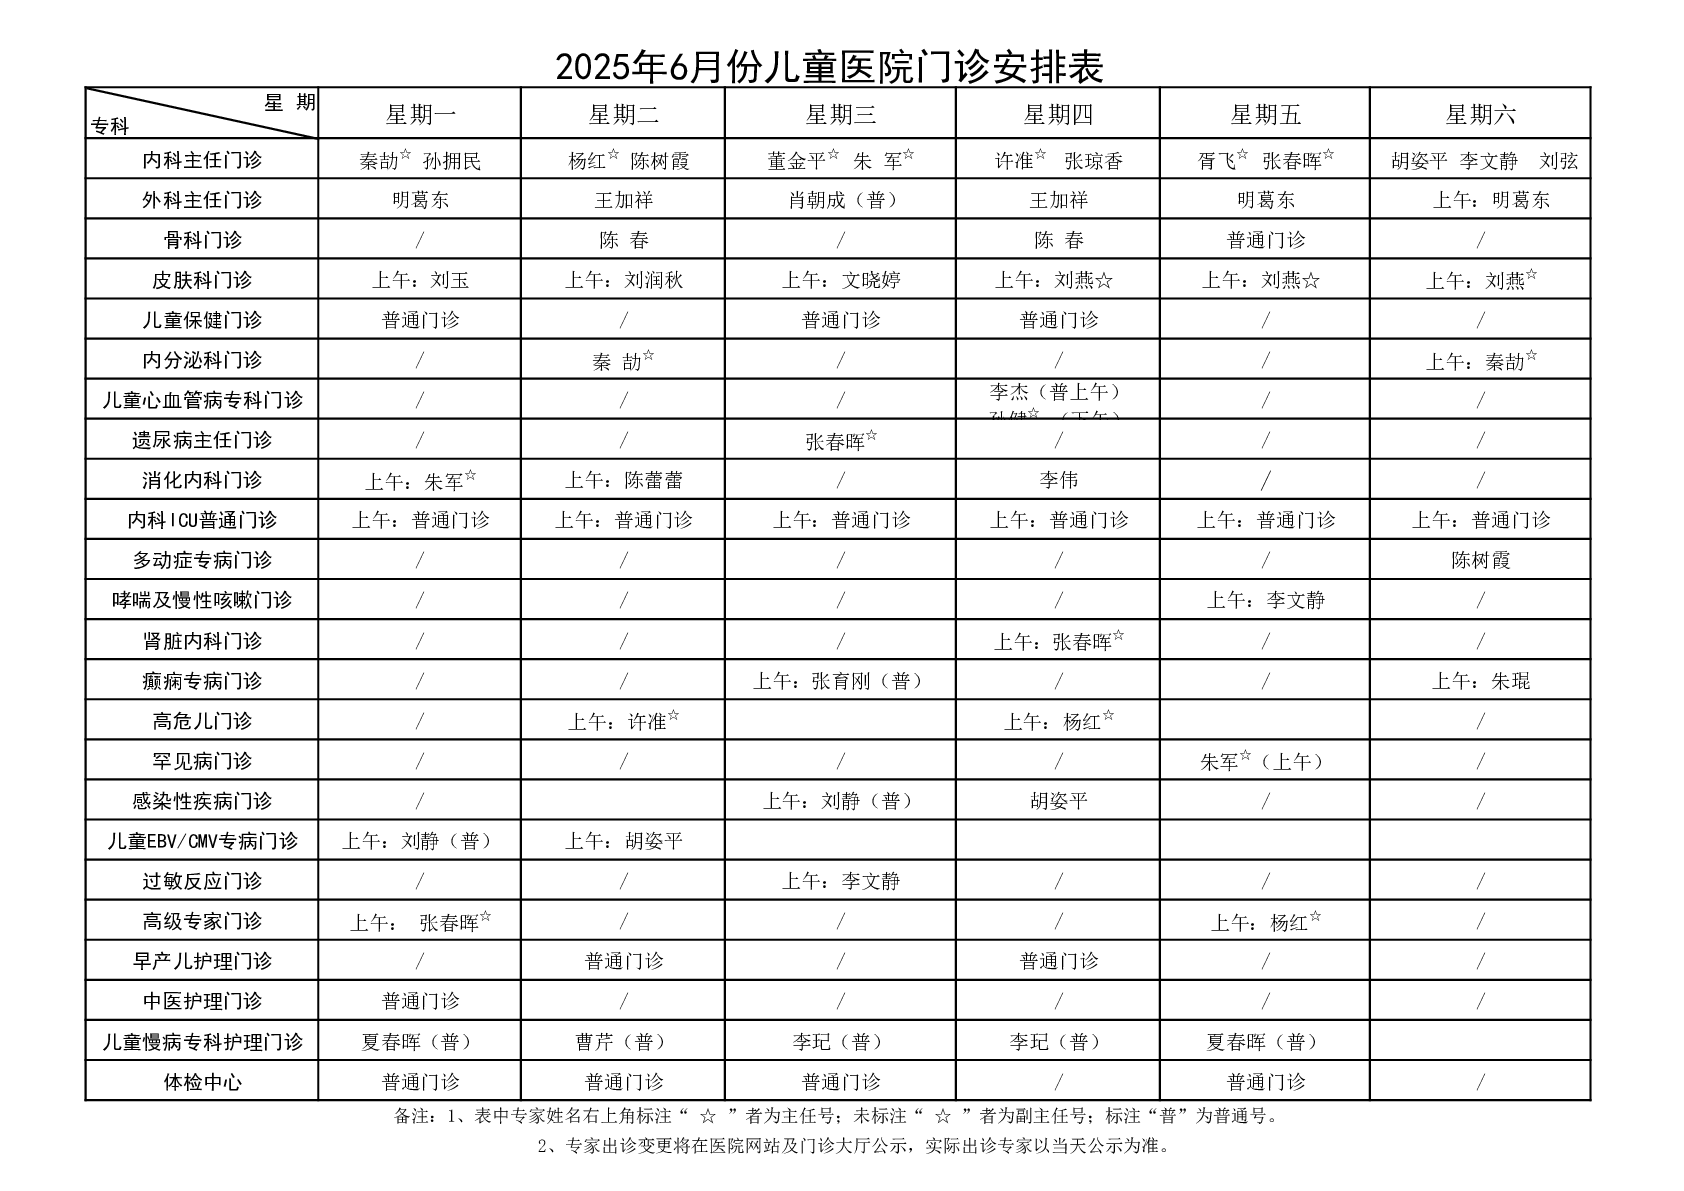 2025年6月份儿童医院门诊安排表
星 期
专科 星期一 星期二 星期三 星期四 星期五 星期六
内科主任门诊 秦劼☆ 孙拥民 杨红☆ 陈树霞 董金平☆ 朱 军☆ 许准☆ 张琼香 胥飞☆ 张春晖☆ 胡姿平 李文静 刘弦
外科主任门诊 明葛东 王加祥 肖朝成（普） 王加祥 明葛东 上午：明葛东
骨科门诊 / 陈 春 / 陈 春 普通门诊 /
皮肤科门诊 上午：刘玉 上午：刘润秋 上午：文晓婷 上午：刘燕☆ 上午：刘燕☆ 上午：刘燕☆
儿童保健门诊 普通门诊 / 普通门诊 普通门诊 / /
内分泌科门诊 / 秦 劼☆ / / / 上午：秦劼☆
儿童心血管病专科门诊 / / / 李杰（普上午） / /
遗尿病主任门诊 / / 张春晖☆ / / /
消化内科门诊 上午：朱军☆ 上午：陈蕾蕾 / 李伟 / /
内科ICU普通门诊 上午：普通门诊 上午：普通门诊 上午：普通门诊 上午：普通门诊 上午：普通门诊 上午：普通门诊
多动症专病门诊 / / / / / 陈树霞
哮喘及慢性咳嗽门诊 / / / / 上午：李文静 /
肾脏内科门诊 / / / 上午：张春晖☆ / /
癫痫专病门诊 / / 上午：张育刚（普） / / 上午：朱琨
高危儿门诊 / 上午：许准☆ 上午：杨红☆ /
罕见病门诊 / / / / 朱军☆（上午） /
感染性疾病门诊 / 上午：刘静（普） 胡姿平 / /
儿童EBV/CMV专病门诊 上午：刘静（普） 上午：胡姿平
过敏反应门诊 / / 上午：李文静 / / /
高级专家门诊 上午： 张春晖☆ / / / 上午：杨红☆ /
早产儿护理门诊 / 普通门诊 / 普通门诊 / /
中医护理门诊 普通门诊 / / / / /
儿童慢病专科护理门诊 夏春晖（普） 曹芹（普） 李玘（普） 李玘（普） 夏春晖（普）
体检中心 普通门诊 普通门诊 普通门诊 / 普通门诊 /
备注：1、表中专家姓名右上角标注“ ☆ ”者为主任号；未标注“ ☆ ”者为副主任号；标注“普”为普通号。
2、专家出诊变更将在医院网站及门诊大厅公示，实际出诊专家以当天公示为准。